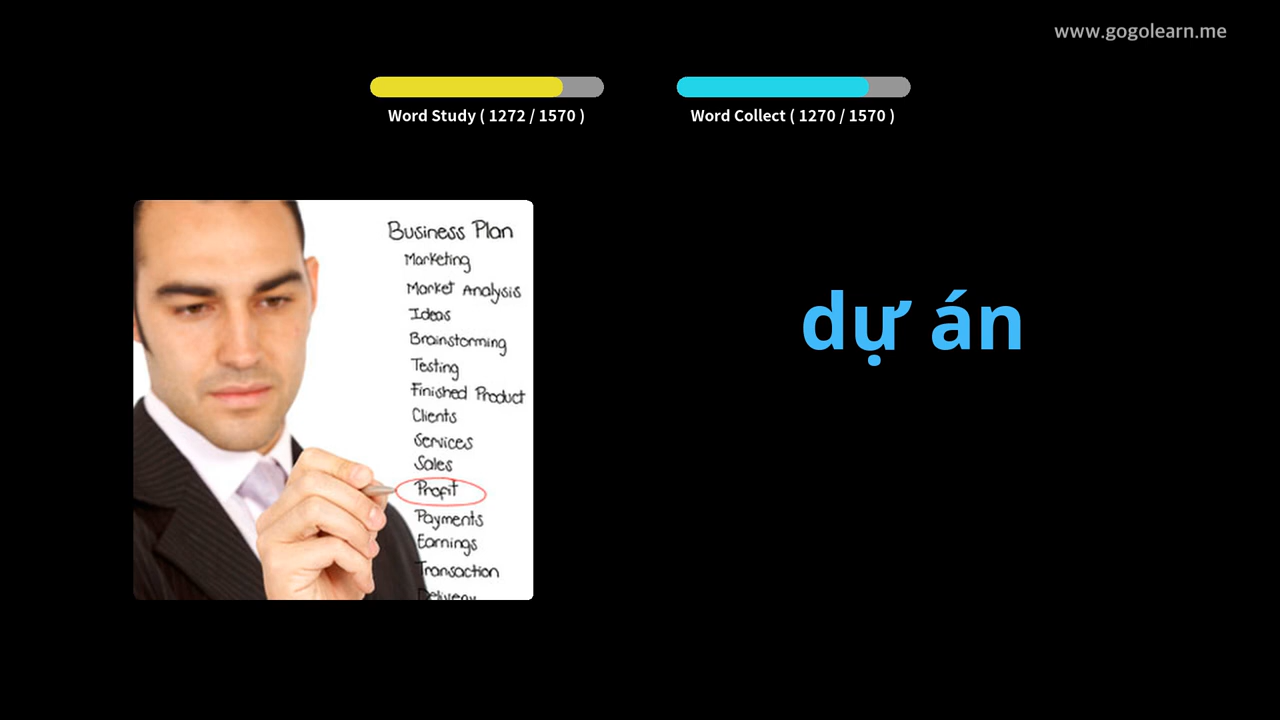 www.gogolearn.me
Word Study ( 1272 / 1570 )
Word Collect ( 1270 / 1570 )
Business Plan
Marketing
Market Analysis
Ideas
Brainstorming
Testing
Finished Product
Clients
Services
Sales
Profit
Payments
Earnings
Transaction
Delivery
dự án